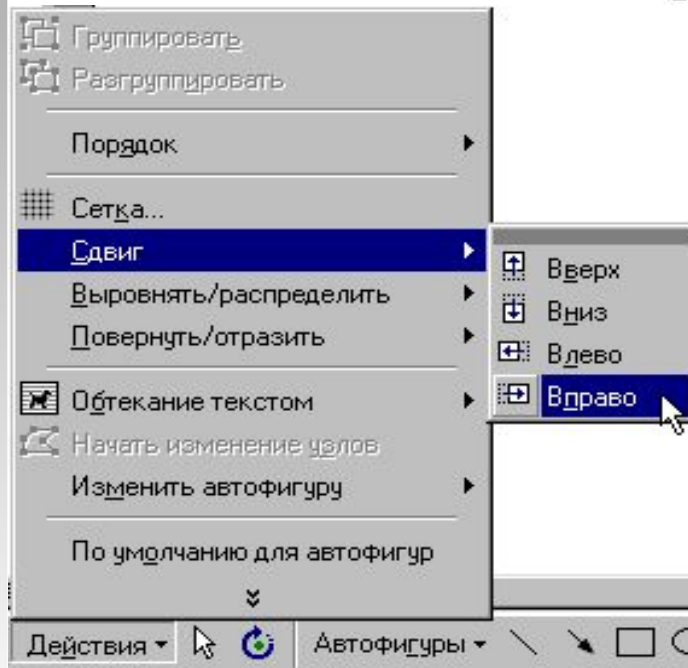 Группировать
Разгруппировать
Порядок
Сетка...
Сдвиг
Выровнять/распределить
Повернуть/отразить
Обтекание текстом
Начать изменение узлов
Изменить автофигуру
По умолчанию для автофигур
Вверх
Вниз
Влево
Вправо
Действия
Автофигуры